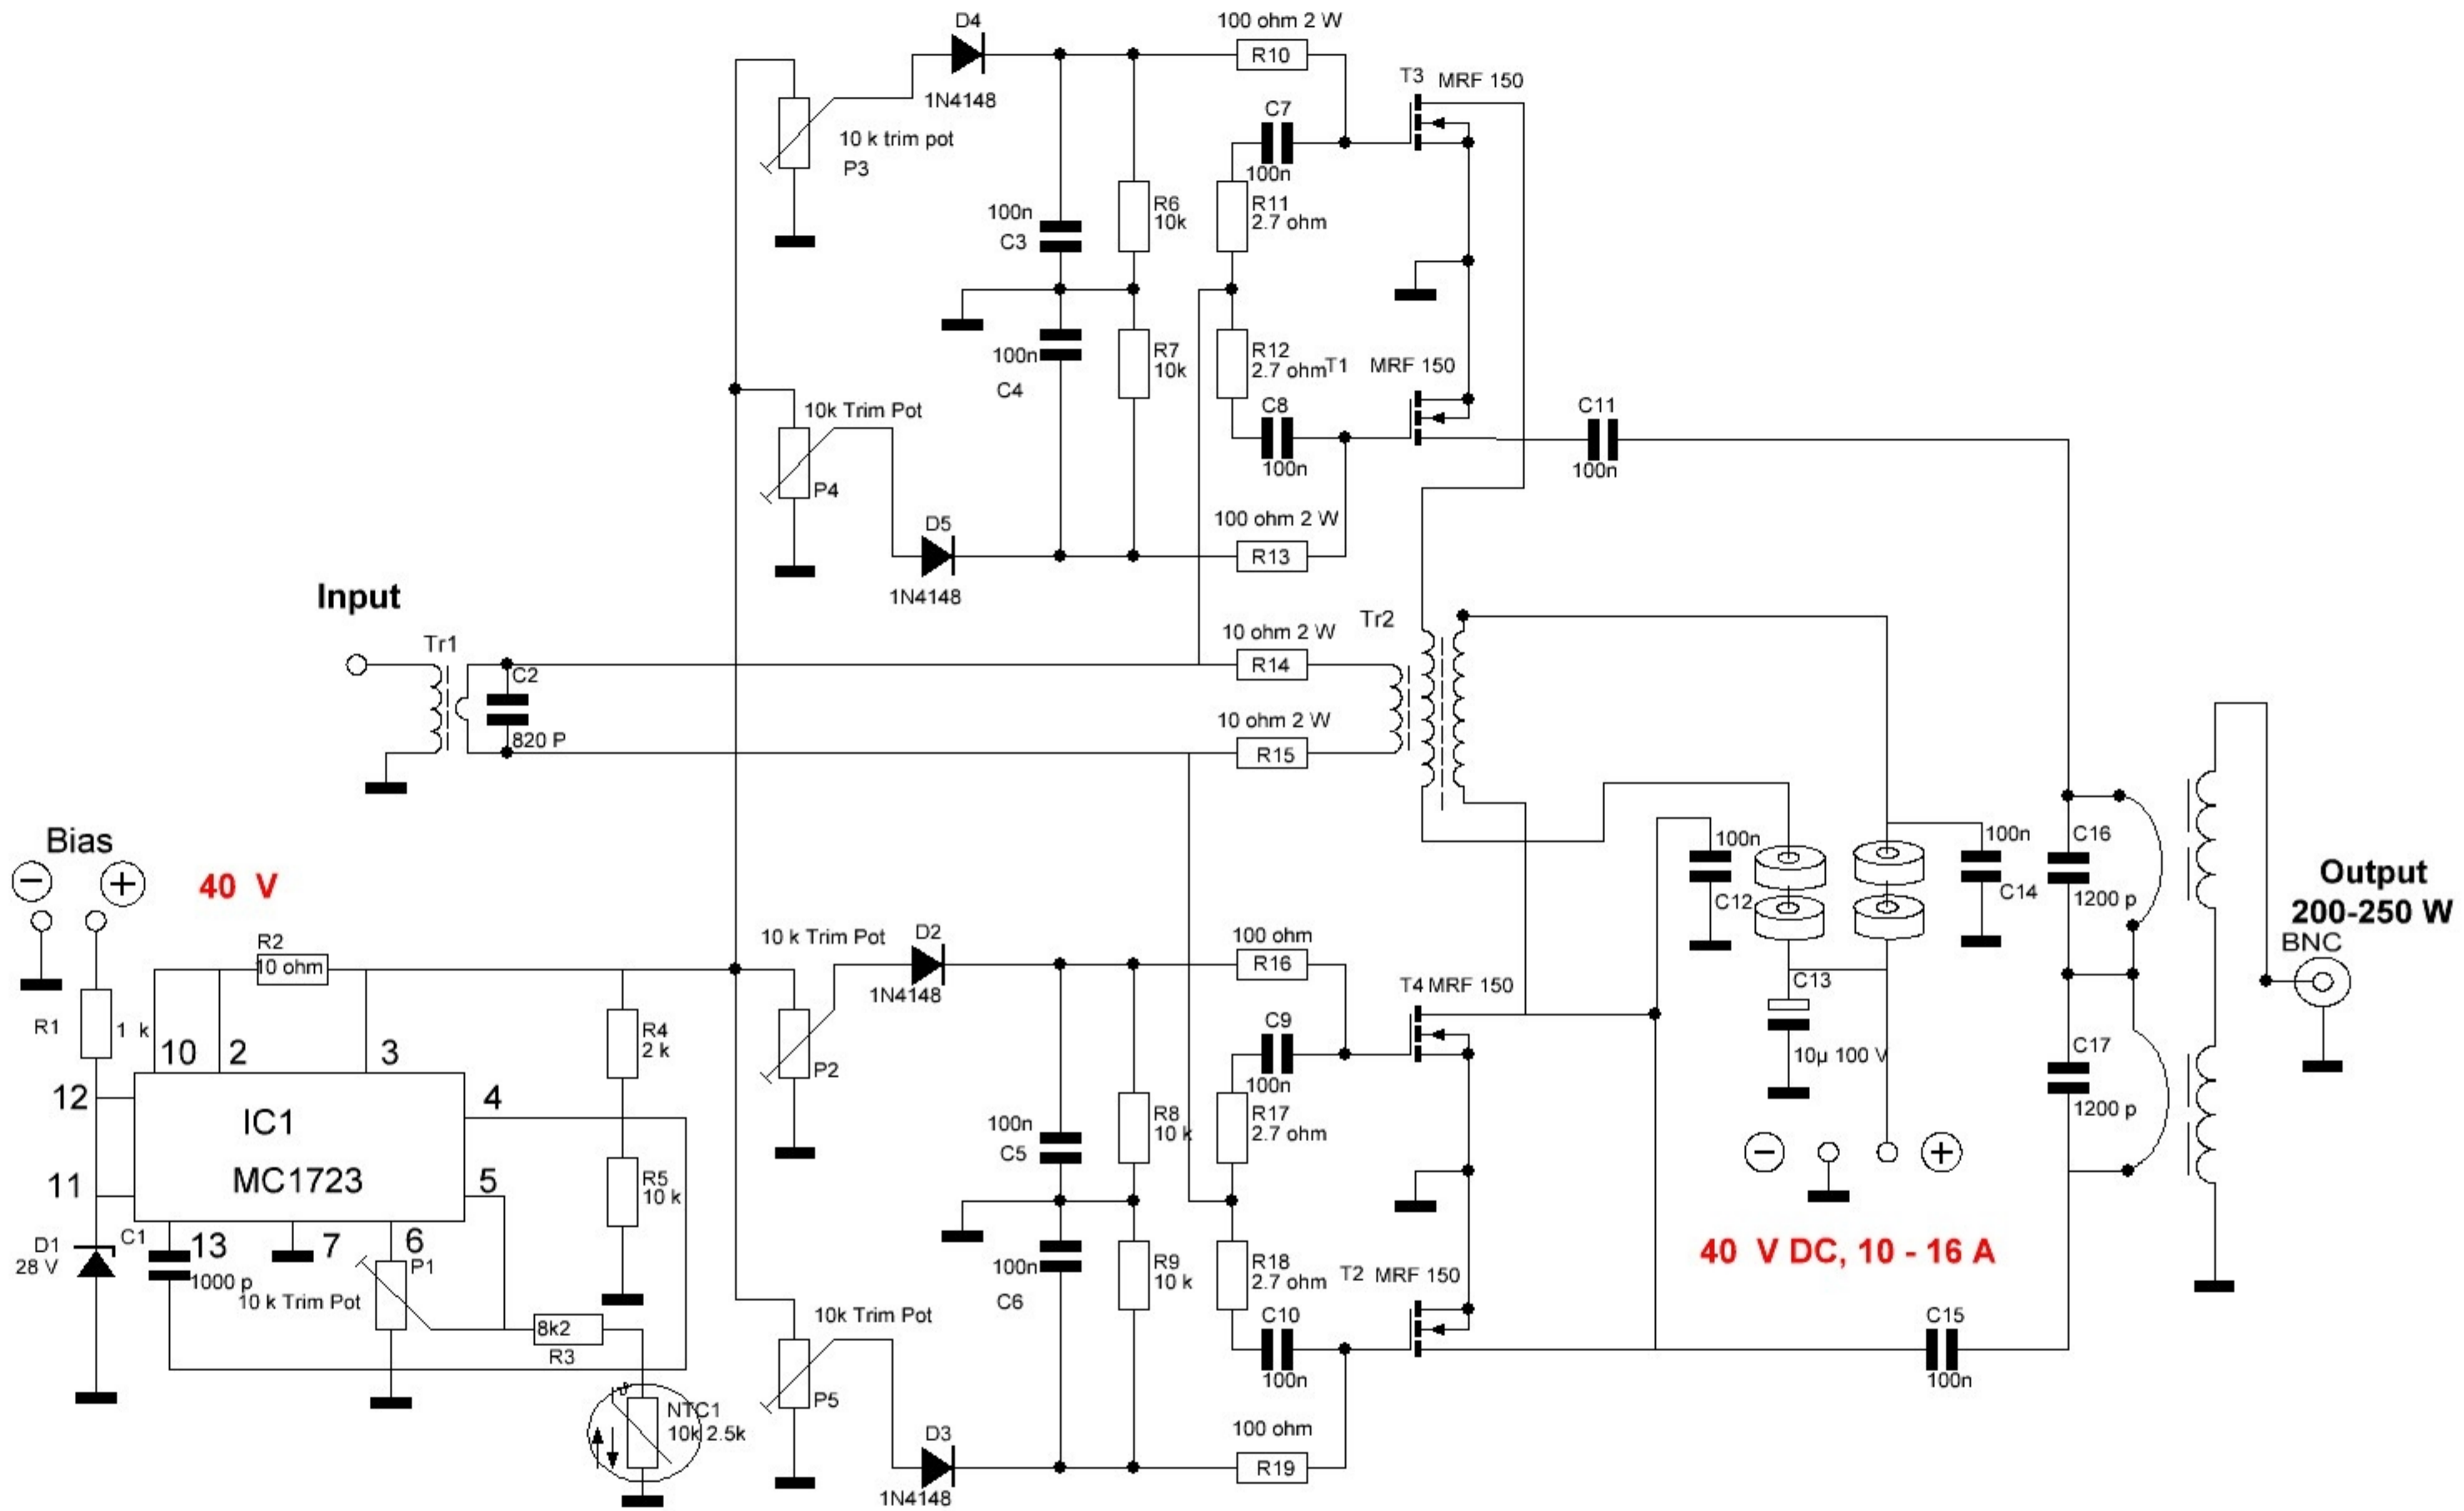 D4
1N4148
100 ohm 2 W
R10
T3 MRF 150
10 k trim pot
P3
C7
100n
100n
C3
R6
10k
R11
2.7 ohm
100n
C4
R7
10k
R12
2.7 ohm
T1 MRF 150
10k Trim Pot
P4
C8
100n
C11
100n
D5
1N4148
100 ohm 2 W
R13
Input
Tr1
C2
820 P
10 ohm 2 W
R14
10 ohm 2 W
R15
Tr2
Bias
− +
40 V
R2
10 ohm
R1
1 k
10
2
3
12
11
4
5
IC1
MC1723
13
7
6
R4
2 k
R5
10 k
D1
28 V
C1
1000 p
P1
10 k Trim Pot
8k2
R3
NTC1
10k 2.5k
10 k Trim Pot
P2
D2
1N4148
100 ohm
R16
T4 MRF 150
C9
100n
100n
C5
R8
10 k
R17
2.7 ohm
100n
C6
R9
10 k
R18
2.7 ohm
T2 MRF 150
10k Trim Pot
P5
C10
100n
D3
1N4148
100 ohm
R19
100n
C12
100n
C14
C13
10µ 100 V
− +
40 V DC, 10 - 16 A
C16
1200 p
C17
1200 p
C15
100n
Output
200-250 W
BNC